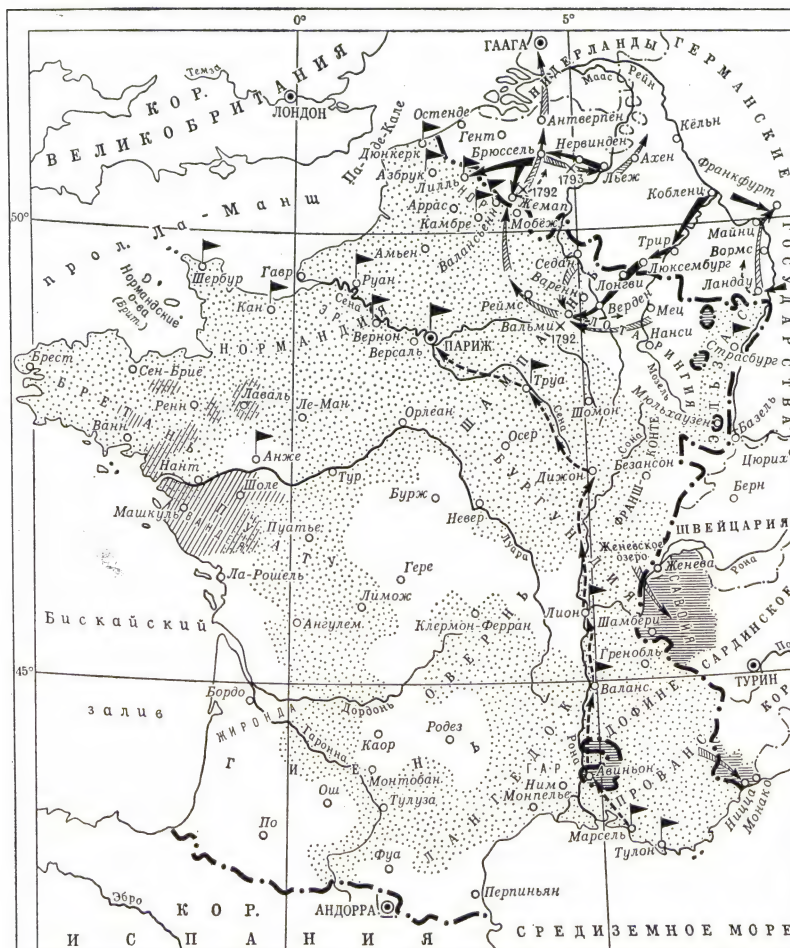 0°
5°
ГААГА
НИДЕРЛАНДЫ
ГЕРМАНСКИЕ
ГОСУДАРСТВА
Темза
КОР.
ВЕЛИКОБРИТАНИЯ
ЛОНДОН
Маас
Рейн
Па-де-Кале
Остенде
Антверпен
Гент
Дюнкерк
Брюссель
Нервинден
Кёльн
Азбрук
1793
Ахен
Лилль
1792
Льеж
Франкфурт
Аррас
Жемап
Кобленц
50°
прол. Ла-Манш
Камбре
Мобёж
Валансьенн
Трир
Майнц
Амьен
Седан
Люксембург
Вормс
Шербур
Гавр
Руан
Варенн
Лонгви
Ландау
Нормандские
о-ва
(Брит.)
Сена
Реймс
Верден
Мец
Кан
НОРМАНДИЯ
Вернон
Версаль
ПАРИЖ
Вальми
1792
Нанси
ЛОТАРИНГИЯ
Страсбург
ЭЛЬЗАС
Брест
Сен-Бриё
ШАМПАНЬ
Труа
Мозель
БРЕТАНЬ
Ренн
Лаваль
Ле-Ман
Орлеан
Сена
Шомон
Мюльхаузен
Базель
Ванн
Анже
Осер
Сона
Нант
Тур
Дижон
Безансон
Цюрих
Шоле
БУРГУНДИЯ
ФРАНШ
КОНТЕ
Берн
Машкуль
ВАНДЕЯ
Бурж
Невер
Пуатье
ПУАТУ
Луара
ШВЕЙЦАРИЯ
Женевское
озеро
Женева
Рона
Гере
Ла-Рошель
Лимож
Лион
САВОЙЯ
Бискайский
Ангулем
Клермон-Ферран
Шамбери
САРДИНСКОЕ
КОР.
Гренобль
45°
залив
ОВЕРНЬ
По
ТУРИН
Бордо
Дордонь
Валанс
ДОФИНЕ
ЖИРОНДА
Гаронна
Родез
Каор
Рона
ГИЕНЬ
Монтобан
ГАР
Авиньон
ПРОВАНС
Ош
Тулуза
ЛАНГЕДОК
Ним
Монпелье
Ницца
Монако
По
Марсель
Тулон
Фуа
Перпиньян
Эбро
КОР.
АНДОРРА
ИСПАНИЯ
СРЕДИЗЕМНОЕ МОРЕ